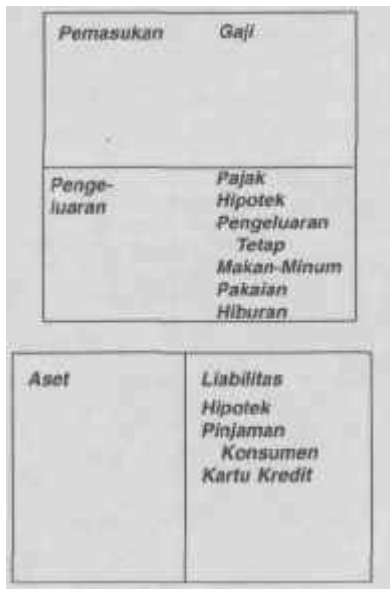 Pemasukan Gaji
Penge- Pajak
luaran Hipotek
Pengeluaran
Tetap
Makan-Minum
Pakaian
Hiburan
Aset Liabilitas
Hipotek
Pinjaman
Konsumen
Kartu Kredit